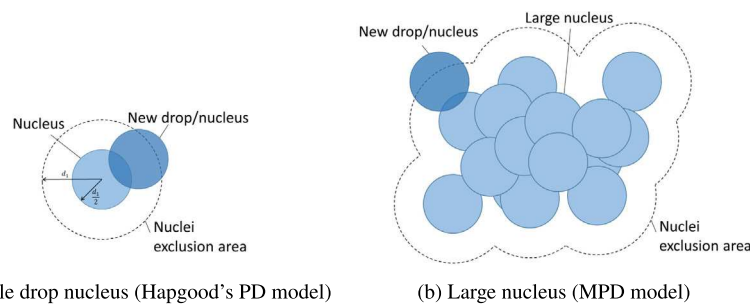 Nucleus
New drop/nucleus
d₁
d₁/2
Nuclei
exclusion area
le drop nucleus (Hapgood's PD model)
New drop/nucleus
Large nucleus
Nuclei
exclusion area
(b) Large nucleus (MPD model)